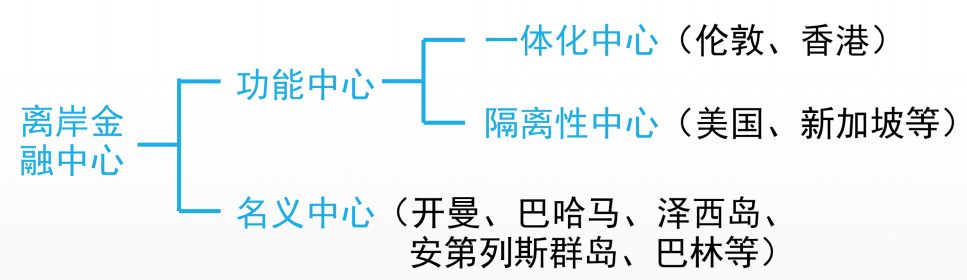 离岸金
融中心
功能中心
一体化中心（伦敦、香港）
隔离性中心（美国、新加坡等）
名义中心（开曼、巴哈马、泽西岛、
安第列斯群岛、巴林等）